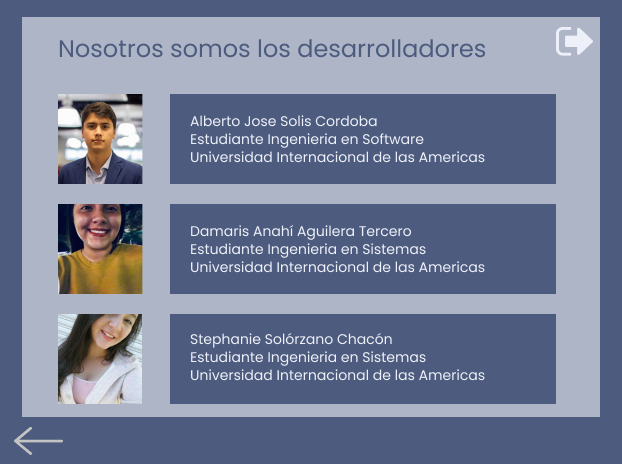 Nosotros somos los desarrolladores
Alberto Jose Solis Cordoba
Estudiante Ingenieria en Software
Universidad Internacional de las Americas
Damaris Anahí Aguilera Tercero
Estudiante Ingenieria en Sistemas
Universidad Internacional de las Americas
Stephanie Solórzano Chacón
Estudiante Ingenieria en Sistemas
Universidad Internacional de las Americas